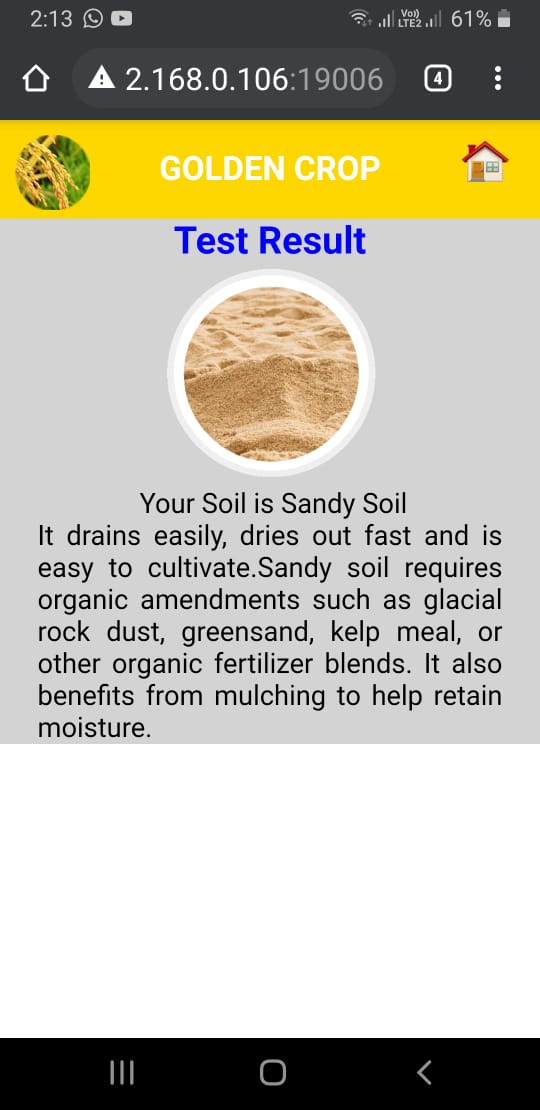 2:13 Vo)) LTE2 61%
2.168.0.106:19006 4
GOLDEN CROP
Test Result
Your Soil is Sandy Soil
It drains easily, dries out fast and is
easy to cultivate.Sandy soil requires
organic amendments such as glacial
rock dust, greensand, kelp meal, or
other organic fertilizer blends. It also
benefits from mulching to help retain
moisture.